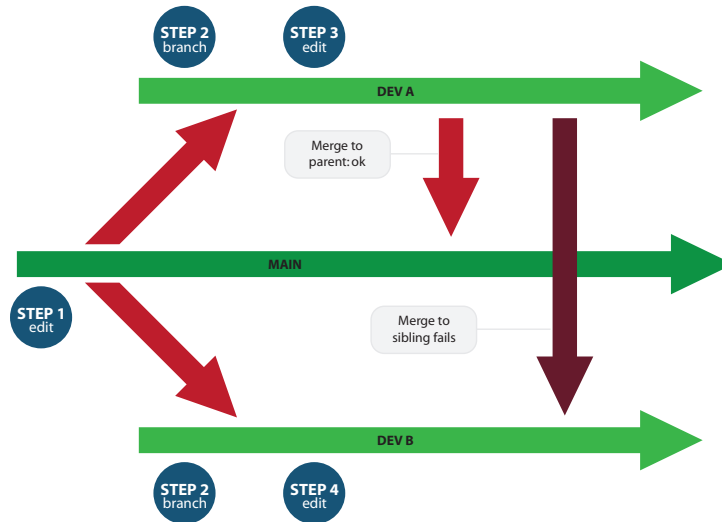 STEP 2
branch
STEP 3
edit
DEV A
Merge to
parent: ok
MAIN
STEP 1
edit
Merge to
sibling fails
DEV B
STEP 2
branch
STEP 4
edit